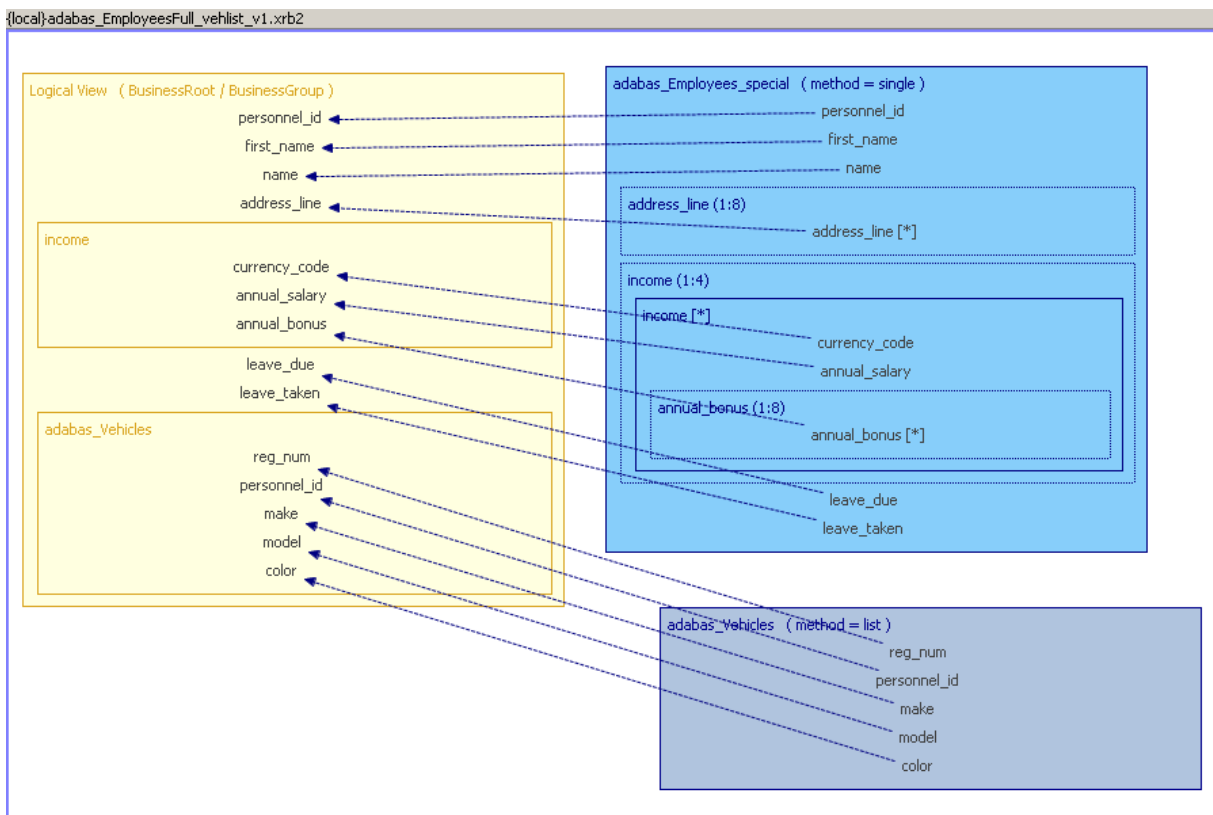 {local}adabas_EmployeesFull_vehlist_v1.xrb2
Logical View ( BusinessRoot / BusinessGroup )
personnel_id
first_name
name
address_line
income
currency_code
annual_salary
annual_bonus
leave_due
leave_taken
adabas_Vehicles
reg_num
personnel_id
make
model
color
adabas_Employees_special ( method = single )
personnel_id
first_name
name
address_line (1:8)
address_line [*]
income (1:4)
income [*]
currency_code
annual_salary
annual_bonus (1:8)
annual_bonus [*]
leave_due
leave_taken
adabas_Vehicles ( method = list )
reg_num
personnel_id
make
model
color